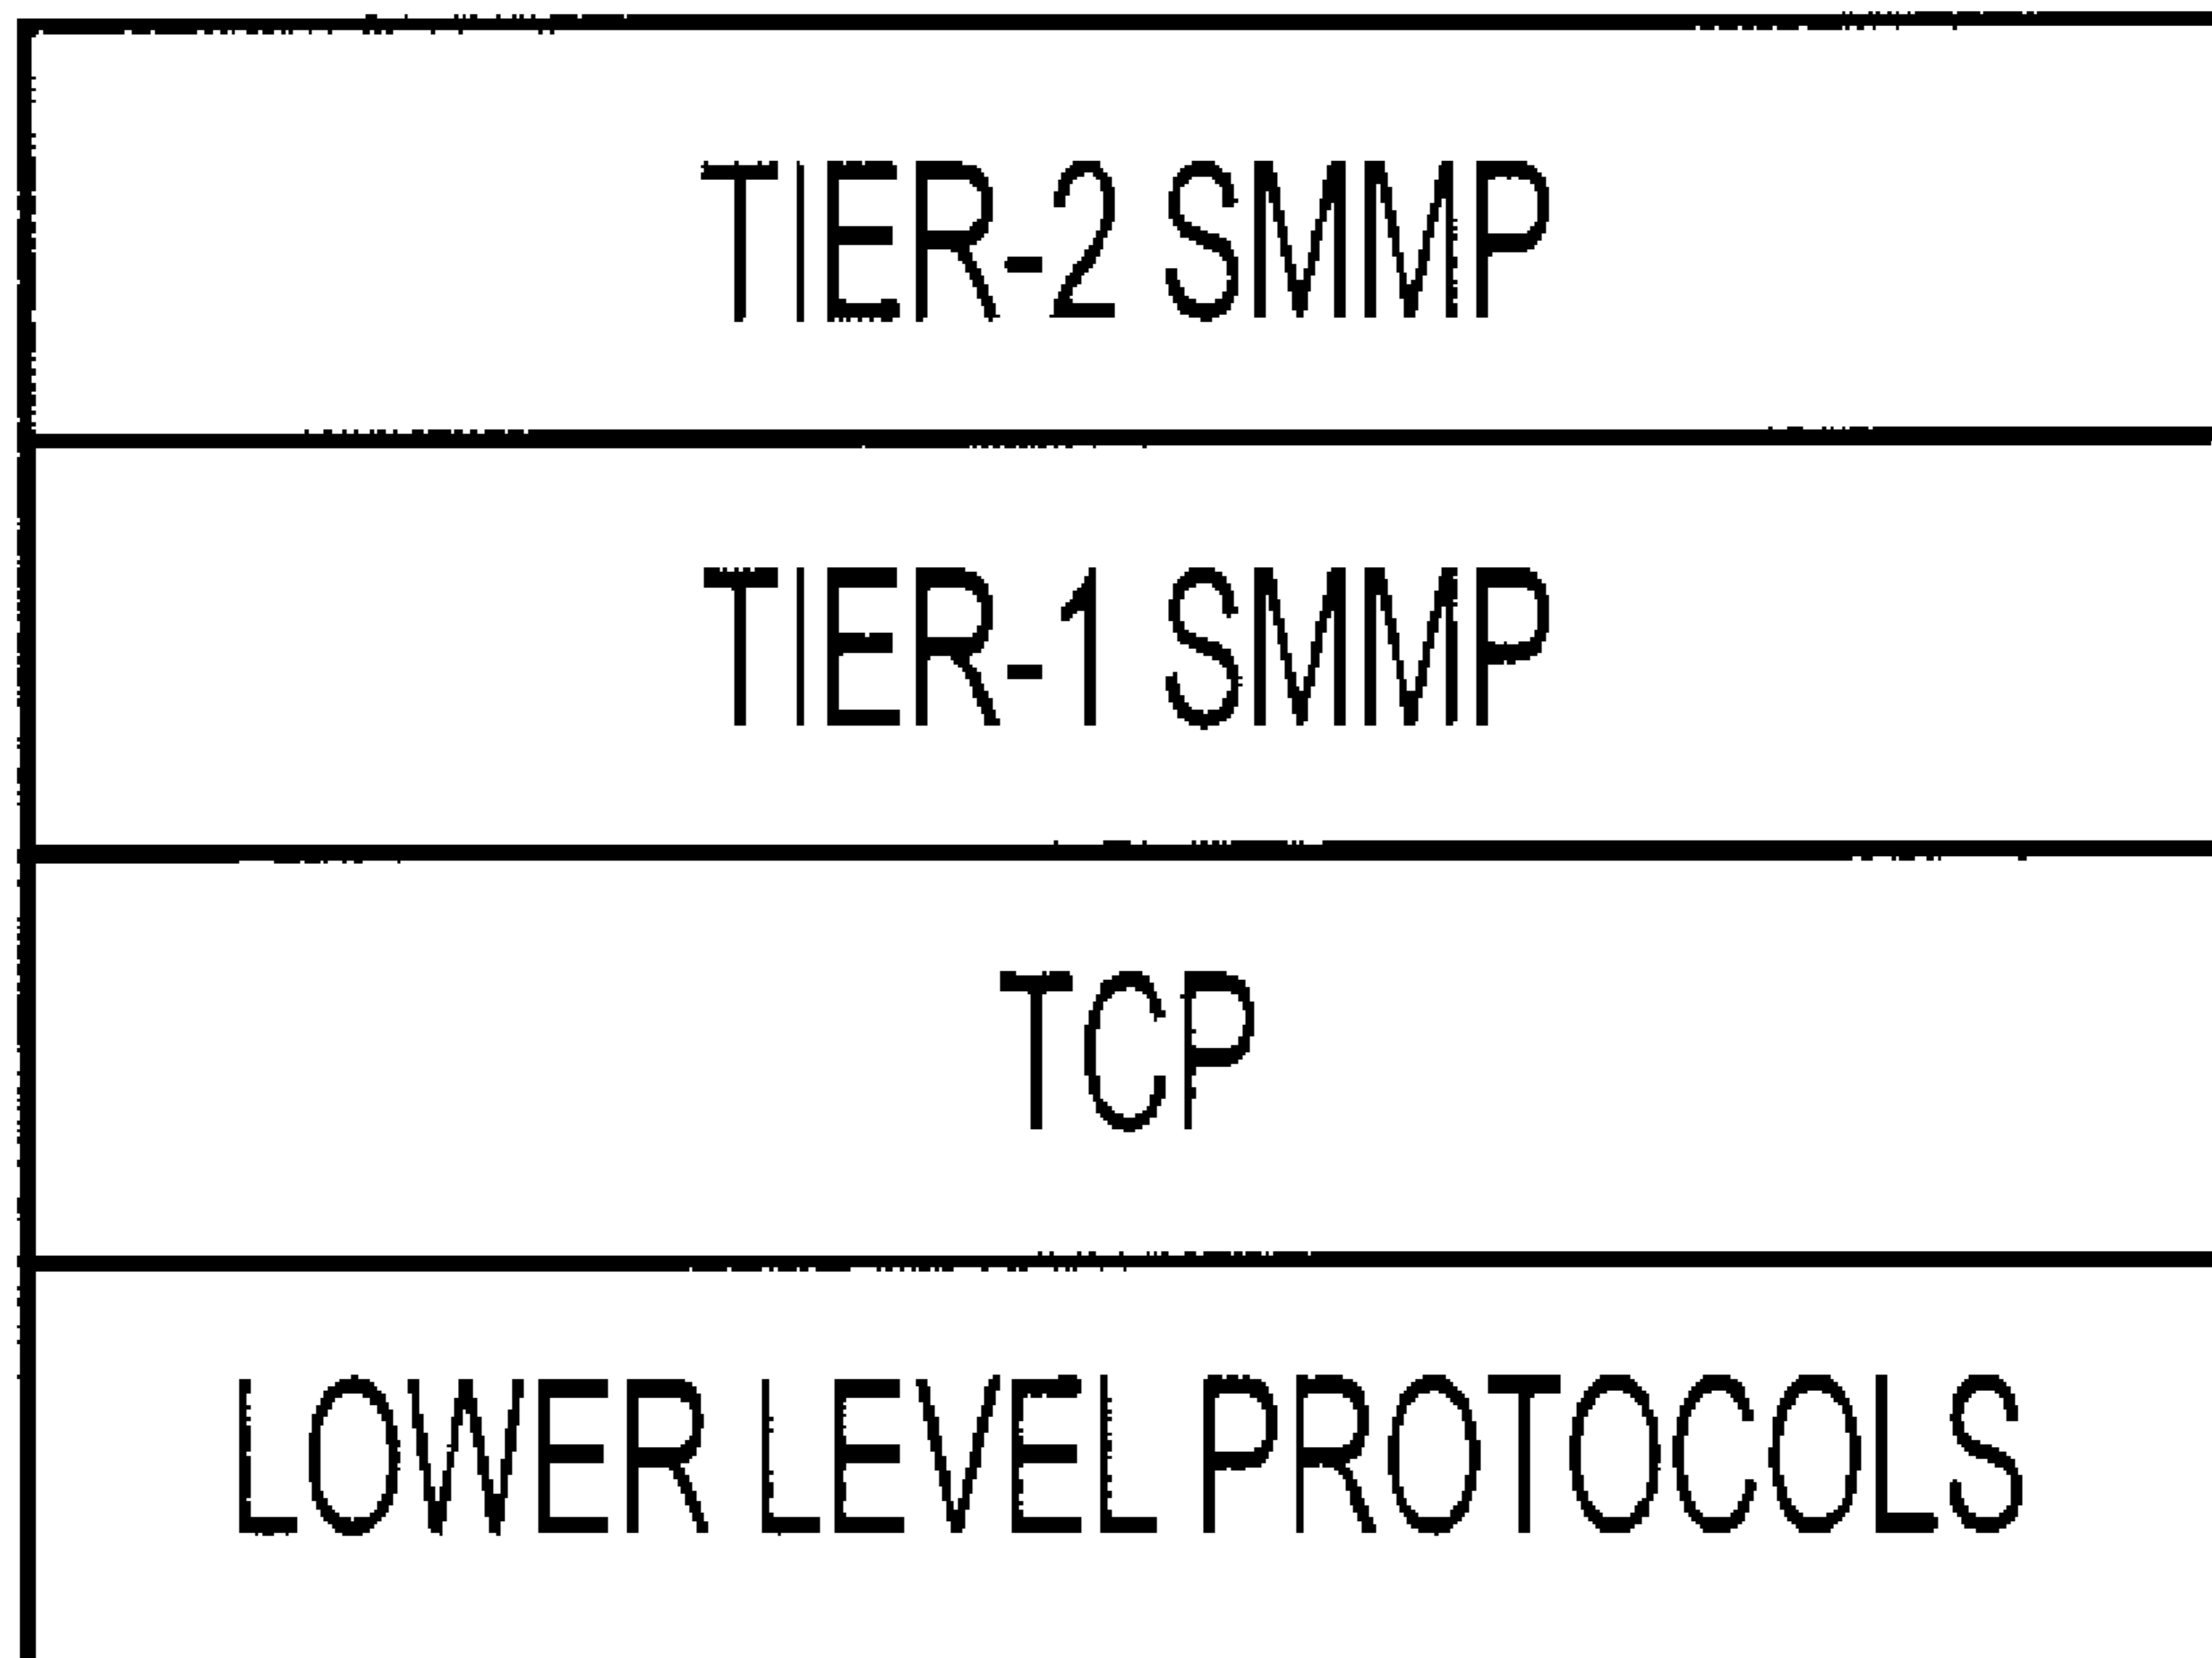 TIER-2 SMMP
TIER-1 SMMP
TCP
LOWER LEVEL PROTOCOLS